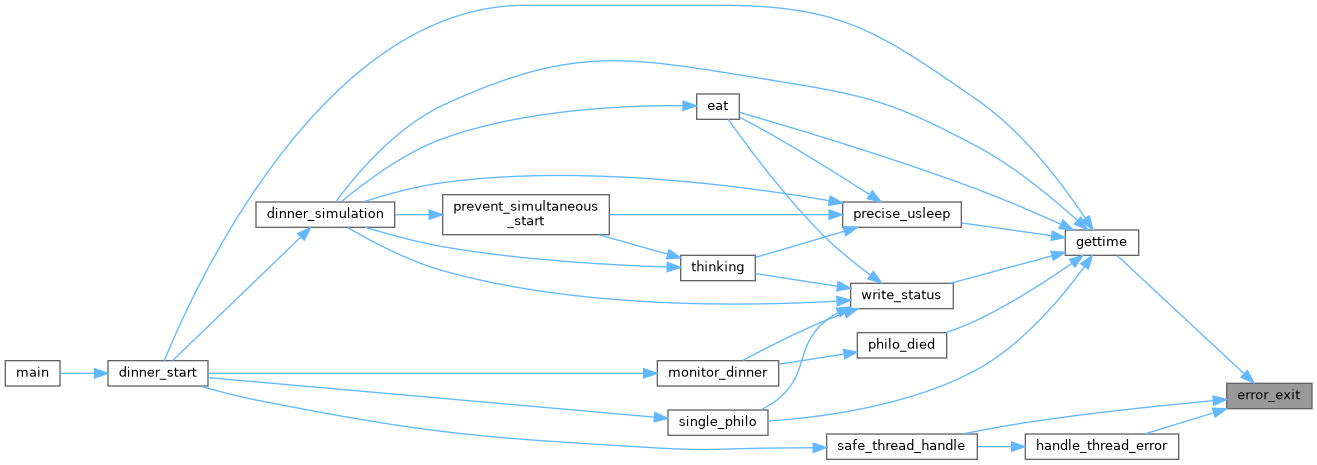 eat
prevent_simultaneous
_start
dinner_simulation
precise_usleep
gettime
thinking
write_status
philo_died
main
dinner_start
monitor_dinner
error_exit
single_philo
safe_thread_handle
handle_thread_error